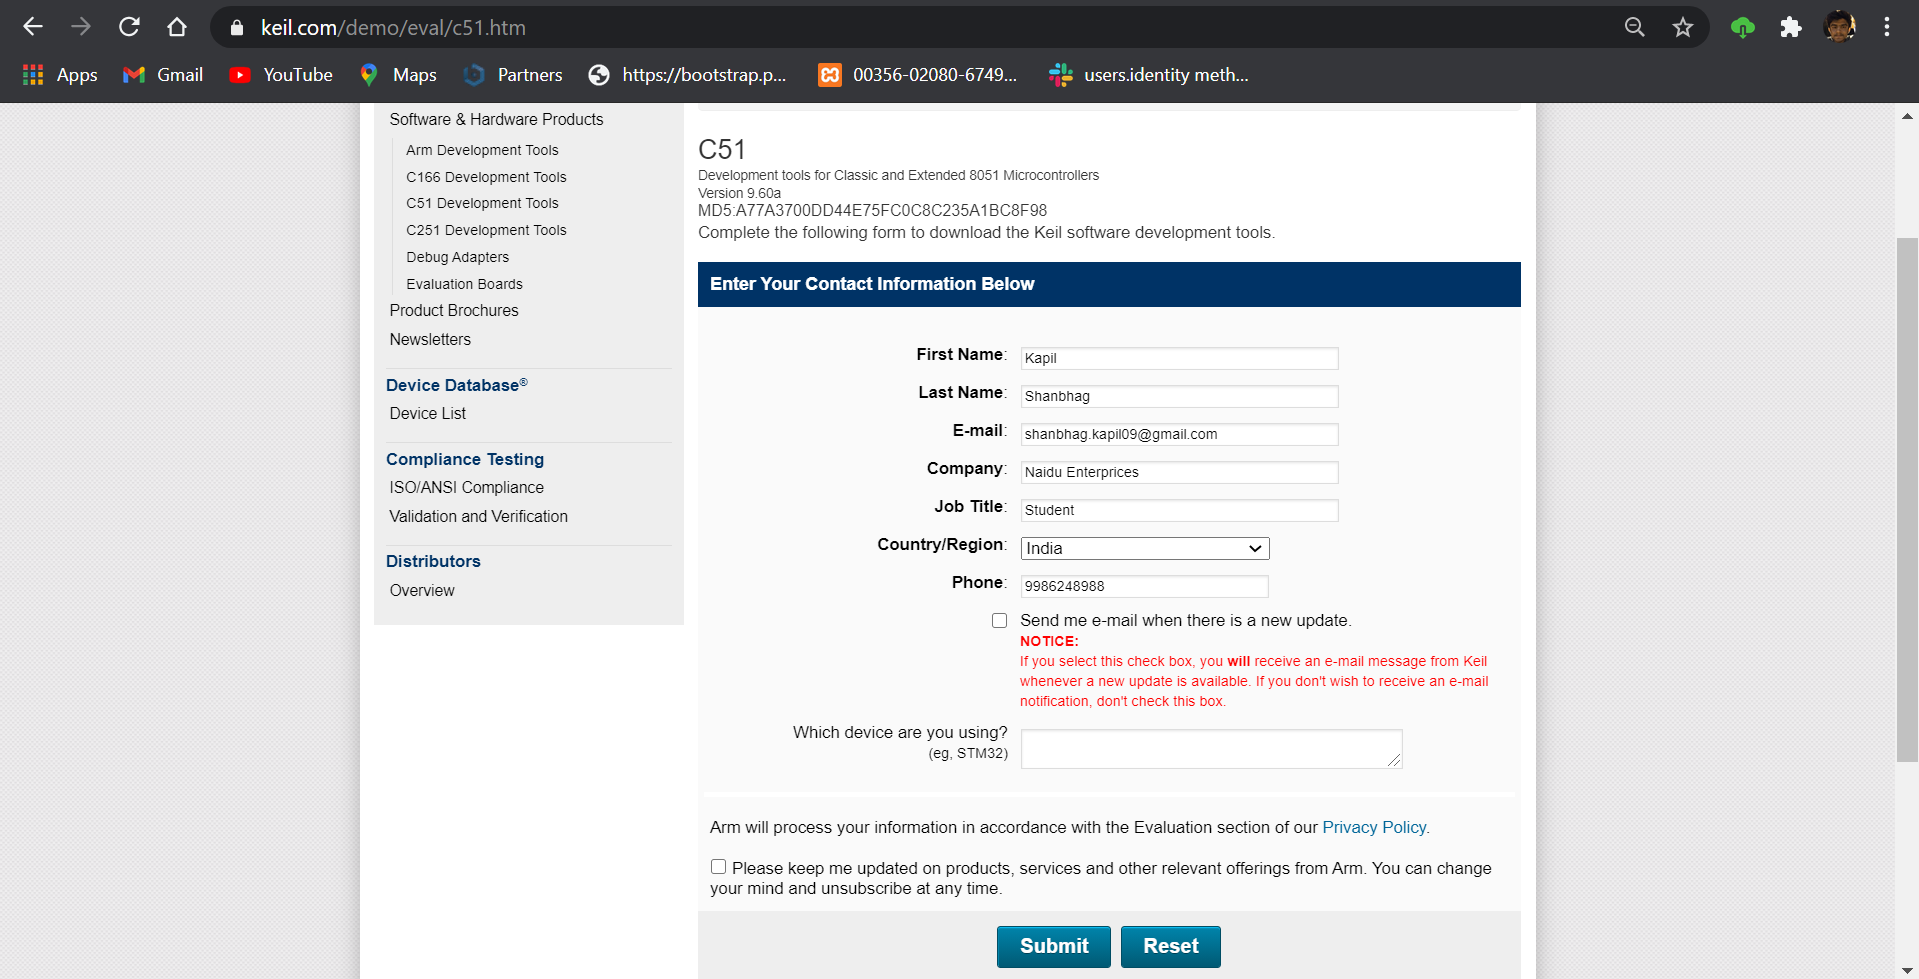 keil.com/demo/eval/c51.htm
Apps Gmail YouTube Maps Partners https://bootstrap.p... 00356-02080-6749... users.identity meth...
Software & Hardware Products
Arm Development Tools
C166 Development Tools
C51 Development Tools
C251 Development Tools
Debug Adapters
Evaluation Boards
Product Brochures
Newsletters
Device Database®
Device List
Compliance Testing
ISO/ANSI Compliance
Validation and Verification
Distributors
Overview
C51
Development tools for Classic and Extended 8051 Microcontrollers
Version 9.60a
MD5:A77A3700DD44E75FC0C8C235A1BC8F98
Complete the following form to download the Keil software development tools.
Enter Your Contact Information Below
First Name: Kapil
Last Name: Shanbhag
E-mail: shanbhag.kapil09@gmail.com
Company: Naidu Enterprices
Job Title: Student
Country/Region: India
Phone: 9986248988
Send me e-mail when there is a new update.
NOTICE:
If you select this check box, you will receive an e-mail message from Keil
whenever a new update is available. If you don't wish to receive an e-mail
notification, don't check this box.
Which device are you using?
(eg, STM32)
Arm will process your information in accordance with the Evaluation section of our Privacy Policy.
Please keep me updated on products, services and other relevant offerings from Arm. You can change
your mind and unsubscribe at any time.
Submit Reset